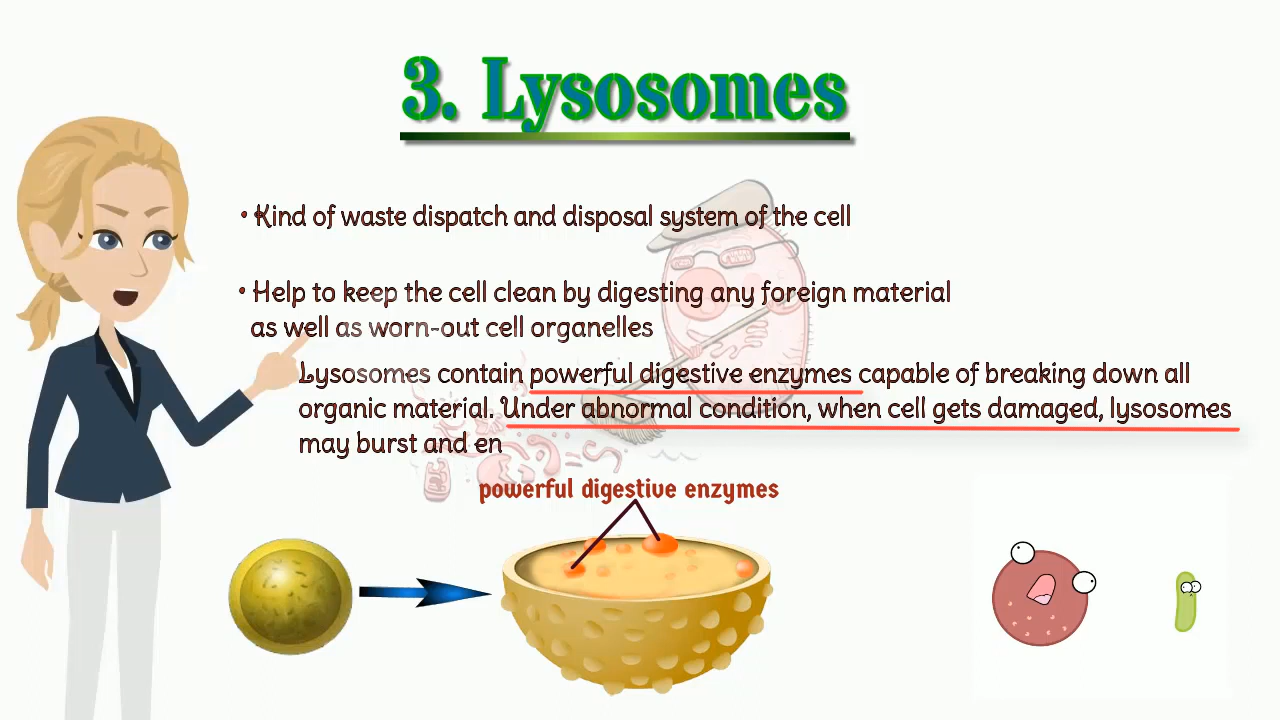 3. Lysosomes
• Kind of waste dispatch and disposal system of the cell
• Help to keep the cell clean by digesting any foreign material
as well as worn-out cell organelles
Lysosomes contain powerful digestive enzymes capable of breaking down all
organic material. Under abnormal condition, when cell gets damaged, lysosomes
may burst and en
powerful digestive enzymes